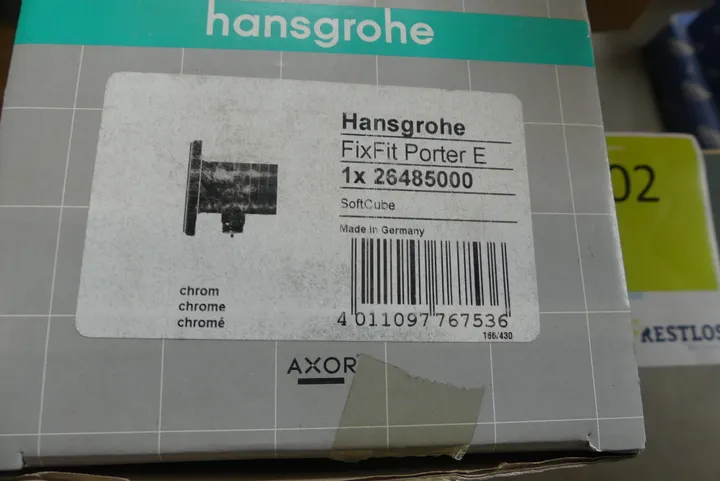 hansgrohe
Hansgrohe
FixFit Porter E
1x 26485000
SoftCube
Made in Germany
chrom
chrome
chromé
4 011097 767536
166/430
AXOR
02
RESTLOS